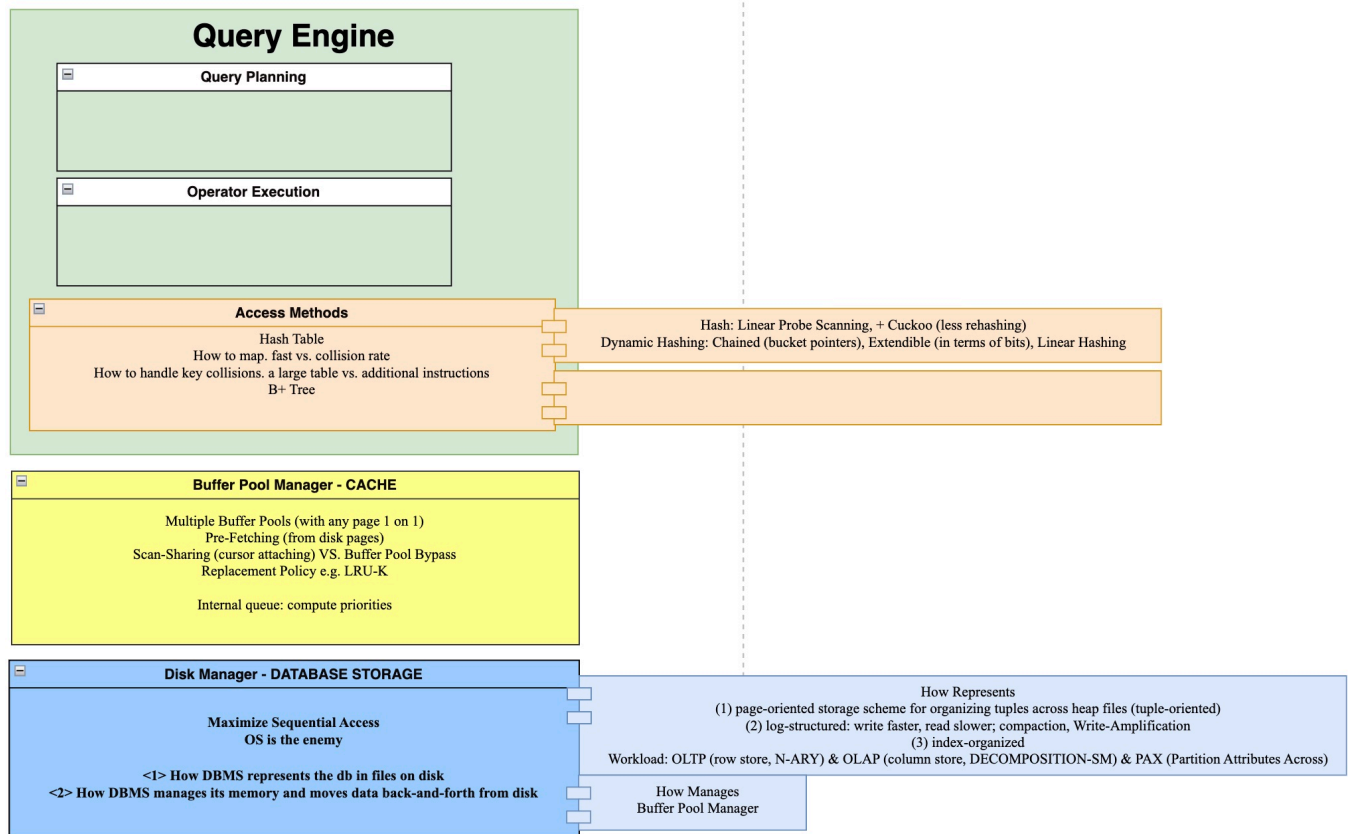 Query Engine
Query Planning
Operator Execution
Access Methods
Hash Table
How to map. fast vs. collision rate
How to handle key collisions. a large table vs. additional instructions
B+ Tree
Hash: Linear Probe Scanning, + Cuckoo (less rehashing)
Dynamic Hashing: Chained (bucket pointers), Extendible (in terms of bits), Linear Hashing
Buffer Pool Manager - CACHE
Multiple Buffer Pools (with any page 1 on 1)
Pre-Fetching (from disk pages)
Scan-Sharing (cursor attaching) VS. Buffer Pool Bypass
Replacement Policy e.g. LRU-K
Internal queue: compute priorities
Disk Manager - DATABASE STORAGE
Maximize Sequential Access
OS is the enemy
<1> How DBMS represents the db in files on disk
<2> How DBMS manages its memory and moves data back-and-forth from disk
How Represents
(1) page-oriented storage scheme for organizing tuples across heap files (tuple-oriented)
(2) log-structured: write faster, read slower; compaction, Write-Amplification
(3) index-organized
Workload: OLTP (row store, N-ARY) & OLAP (column store, DECOMPOSITION-SM) & PAX (Partition Attributes Across)
How Manages
Buffer Pool Manager